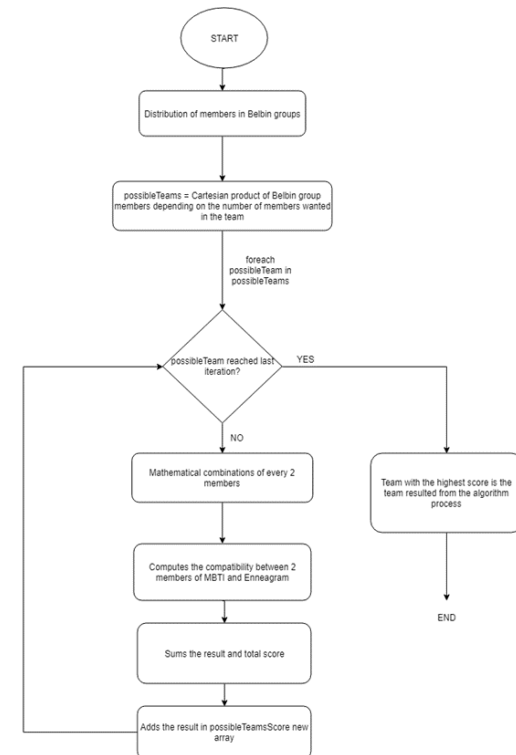 START
Distribution of members in Belbin groups
possibleTeams = Cartesian product of Belbin group
members depending on the number of members wanted
in the team
foreach
possibleTeam in
possibleTeams
possibleTeam reached last
iteration?
YES
NO
Mathematical combinations of every 2
members
Team with the highest score is the
team resulted from the algorithm
process
Computes the compatibility between 2
members of MBTI and Enneagram
END
Sums the result and total score
Adds the result in possibleTeamsScore new
array